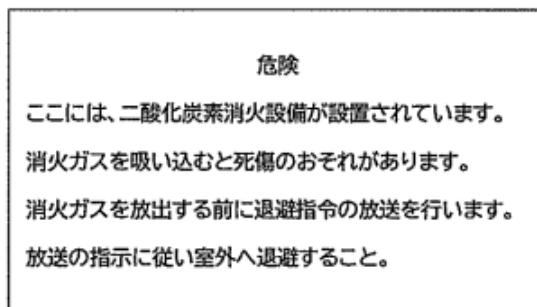 危険
ここには、二酸化炭素消火設備が設置されています。
消火ガスを吸い込むと死傷のおそれがあります。
消火ガスを放出する前に退避指令の放送を行います。
放送の指示に従い室外へ退避すること。